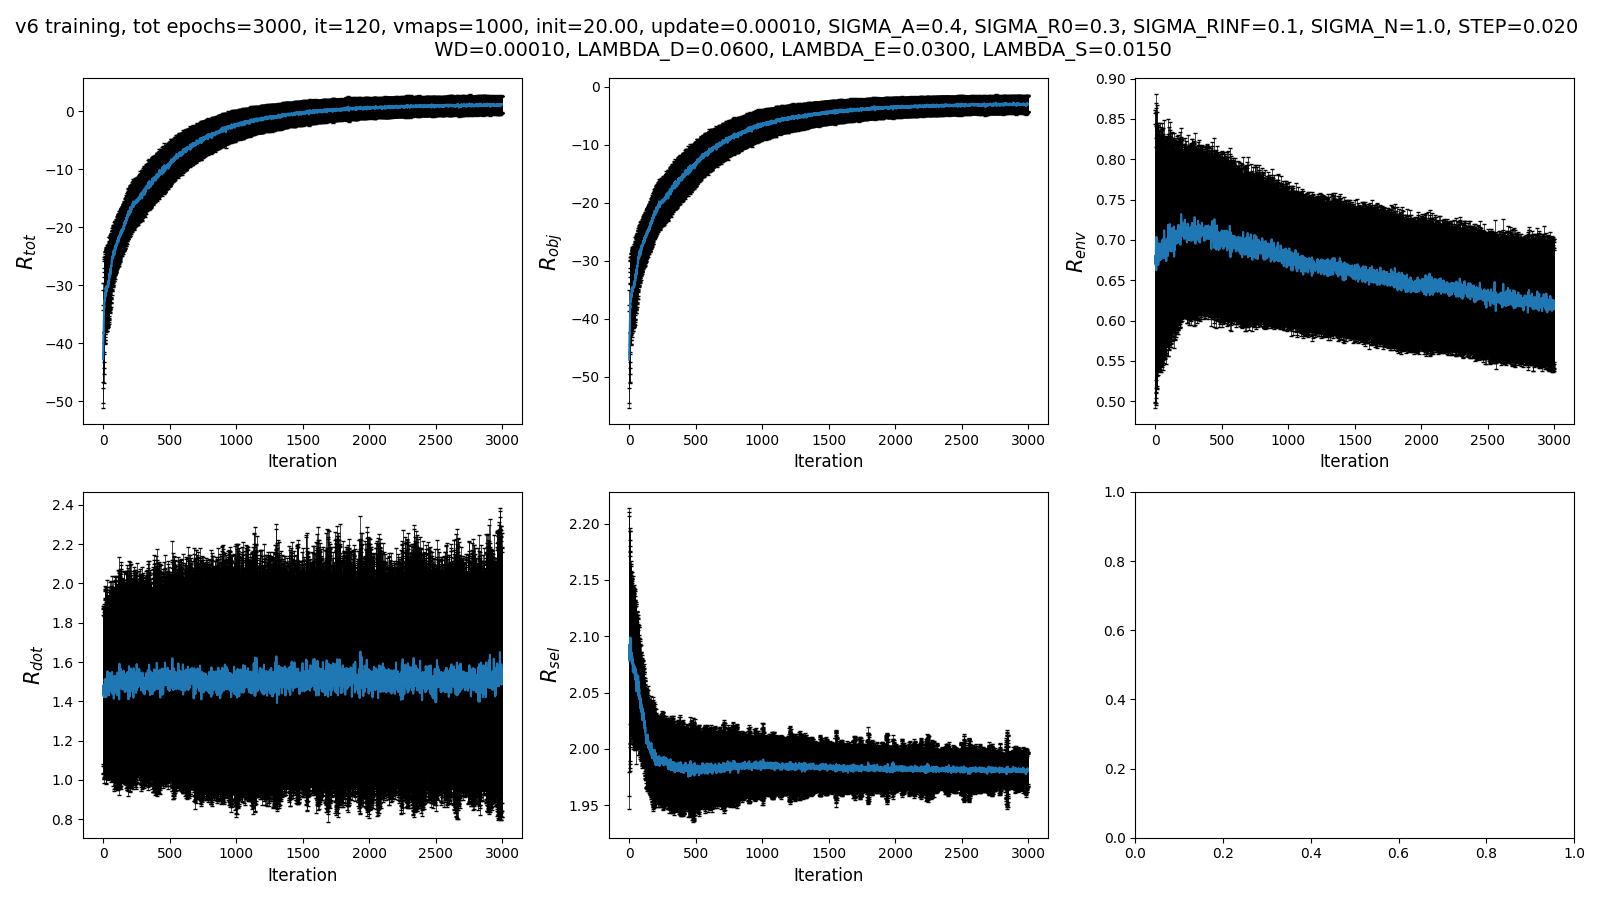 v6 training, tot epochs=3000, it=120, vmaps=1000, init=20.00, update=0.00010, SIGMA_A=0.4, SIGMA_R0=0.3, SIGMA_RINF=0.1, SIGMA_N=1.0, STEP=0.020
WD=0.00010, LAMBDA_D=0.0600, LAMBDA_E=0.0300, LAMBDA_S=0.0150
R_tot
0
−10
−20
−30
−40
−50
0 500 1000 1500 2000 2500 3000
Iteration
R_obj
0
−10
−20
−30
−40
−50
0 500 1000 1500 2000 2500 3000
Iteration
R_env
0.90
0.85
0.80
0.75
0.70
0.65
0.60
0.55
0.50
0 500 1000 1500 2000 2500 3000
Iteration
R_dot
2.4
2.2
2.0
1.8
1.6
1.4
1.2
1.0
0.8
0 500 1000 1500 2000 2500 3000
Iteration
R_sel
2.20
2.15
2.10
2.05
2.00
1.95
0 500 1000 1500 2000 2500 3000
Iteration
1.0
0.8
0.6
0.4
0.2
0.0
0.0 0.2 0.4 0.6 0.8 1.0